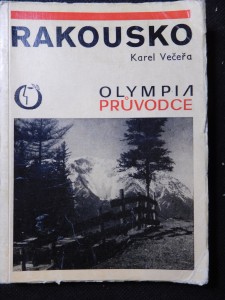 RAKOUSKO
Karel Večeřa
OLYMPIA
PRŮVODCE